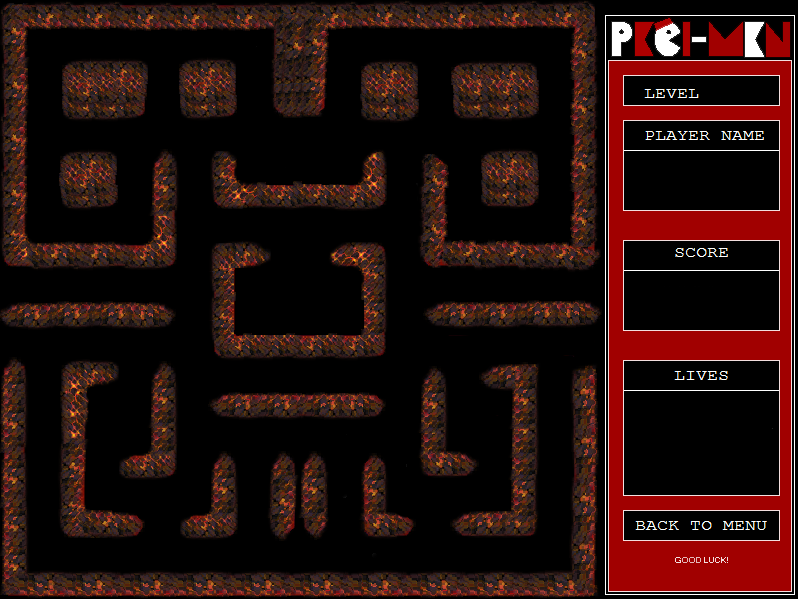 LEVEL
PLAYER NAME
SCORE
LIVES
BACK TO MENU
GOOD LUCK!